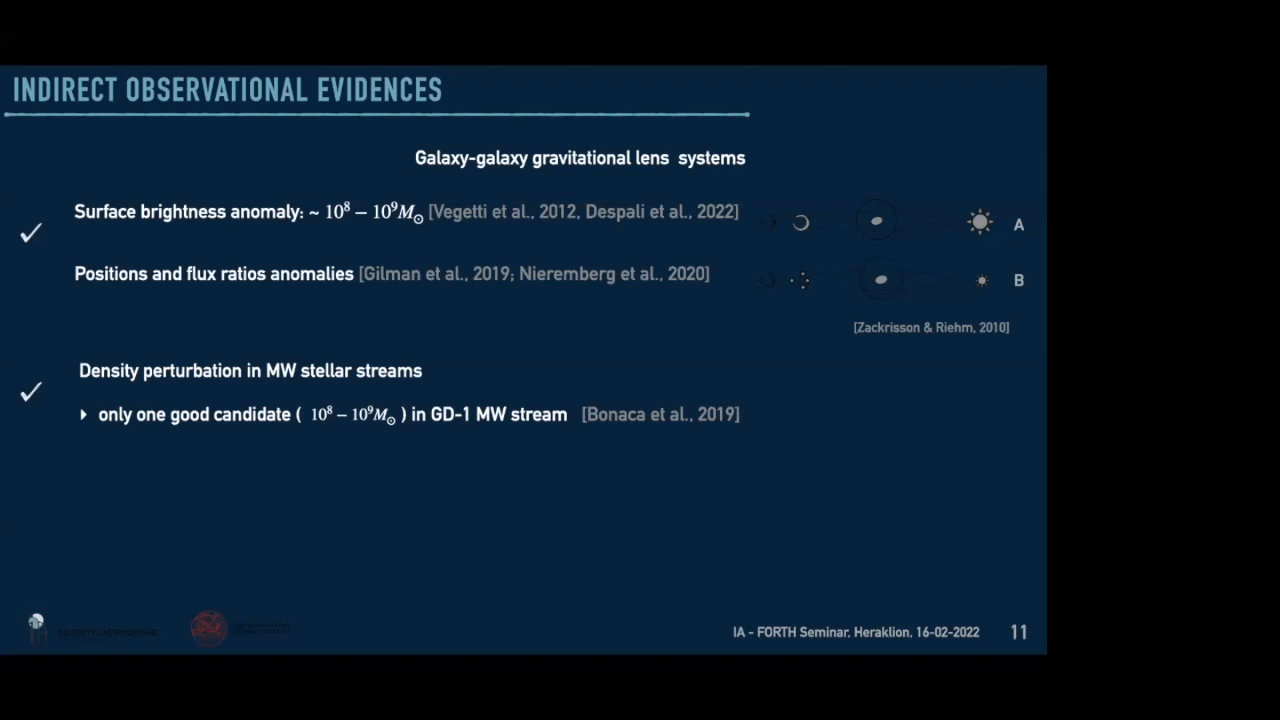 INDIRECT OBSERVATIONAL EVIDENCES
Galaxy-galaxy gravitational lens systems
Surface brightness anomaly: ~ 10⁸ – 10⁹M☉ [Vegetti et al., 2012, Despali et al., 2022]
A
Positions and flux ratios anomalies [Gilman et al., 2019; Nieremberg et al., 2020]
B
[Zackrisson & Riehm, 2010]
Density perturbation in MW stellar streams
only one good candidate ( 10⁸ – 10⁹M☉ ) in GD-1 MW stream [Bonaca et al., 2019]
IA - FORTH Seminar, Heraklion, 16-02-2022 11